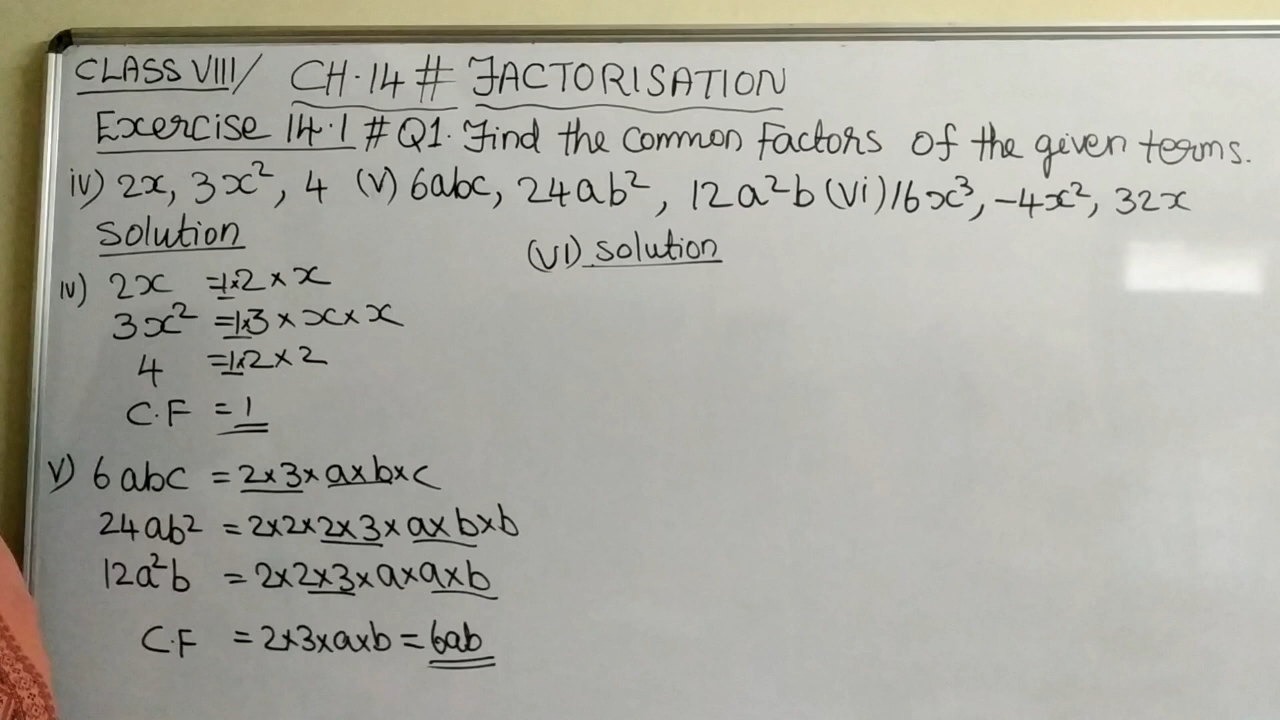 CLASS VIII/ CH.14 # FACTORISATION
Excercise 14.1 # Q1. Find the common Factors of the given terms.
iv) 2x, 3x², 4 (V) 6abc, 24ab², 12a²b (Vi) 16x³, -4x², 32x
Solution
(VI) solution
iv) 2x = 1×2×x
3x² = 1×3×x×x
4 = 1×2×2
C.F = 1
V) 6abc = 2×3×a×b×c
24ab² = 2×2×2×3×a×b×b
12a²b = 2×2×3×a×a×b
C.F = 2×3×a×b = 6ab